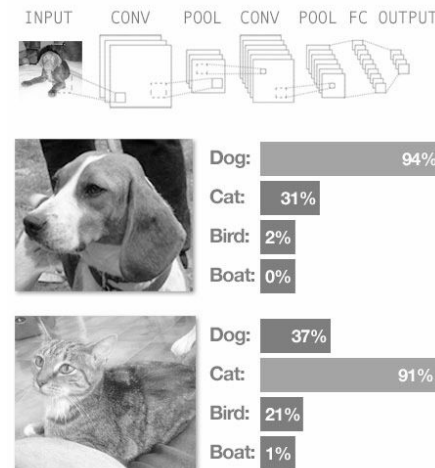 INPUT CONV POOL CONV POOL FC OUTPUT
Dog: 94%
Cat: 31%
Bird: 2%
Boat: 0%
Dog: 37%
Cat: 91%
Bird: 21%
Boat: 1%